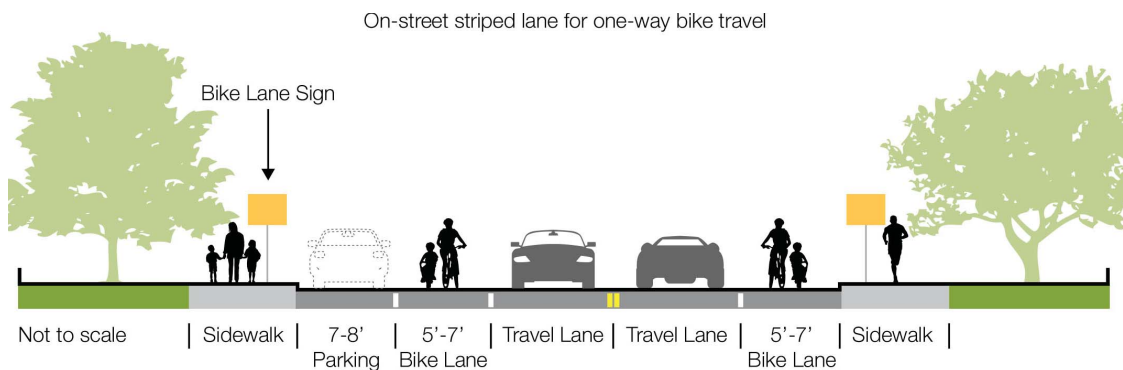 On-street striped lane for one-way bike travel
Bike Lane Sign
Not to scale
Sidewalk
7-8’
Parking
5’-7’
Bike Lane
Travel Lane
Travel Lane
5’-7’
Bike Lane
Sidewalk